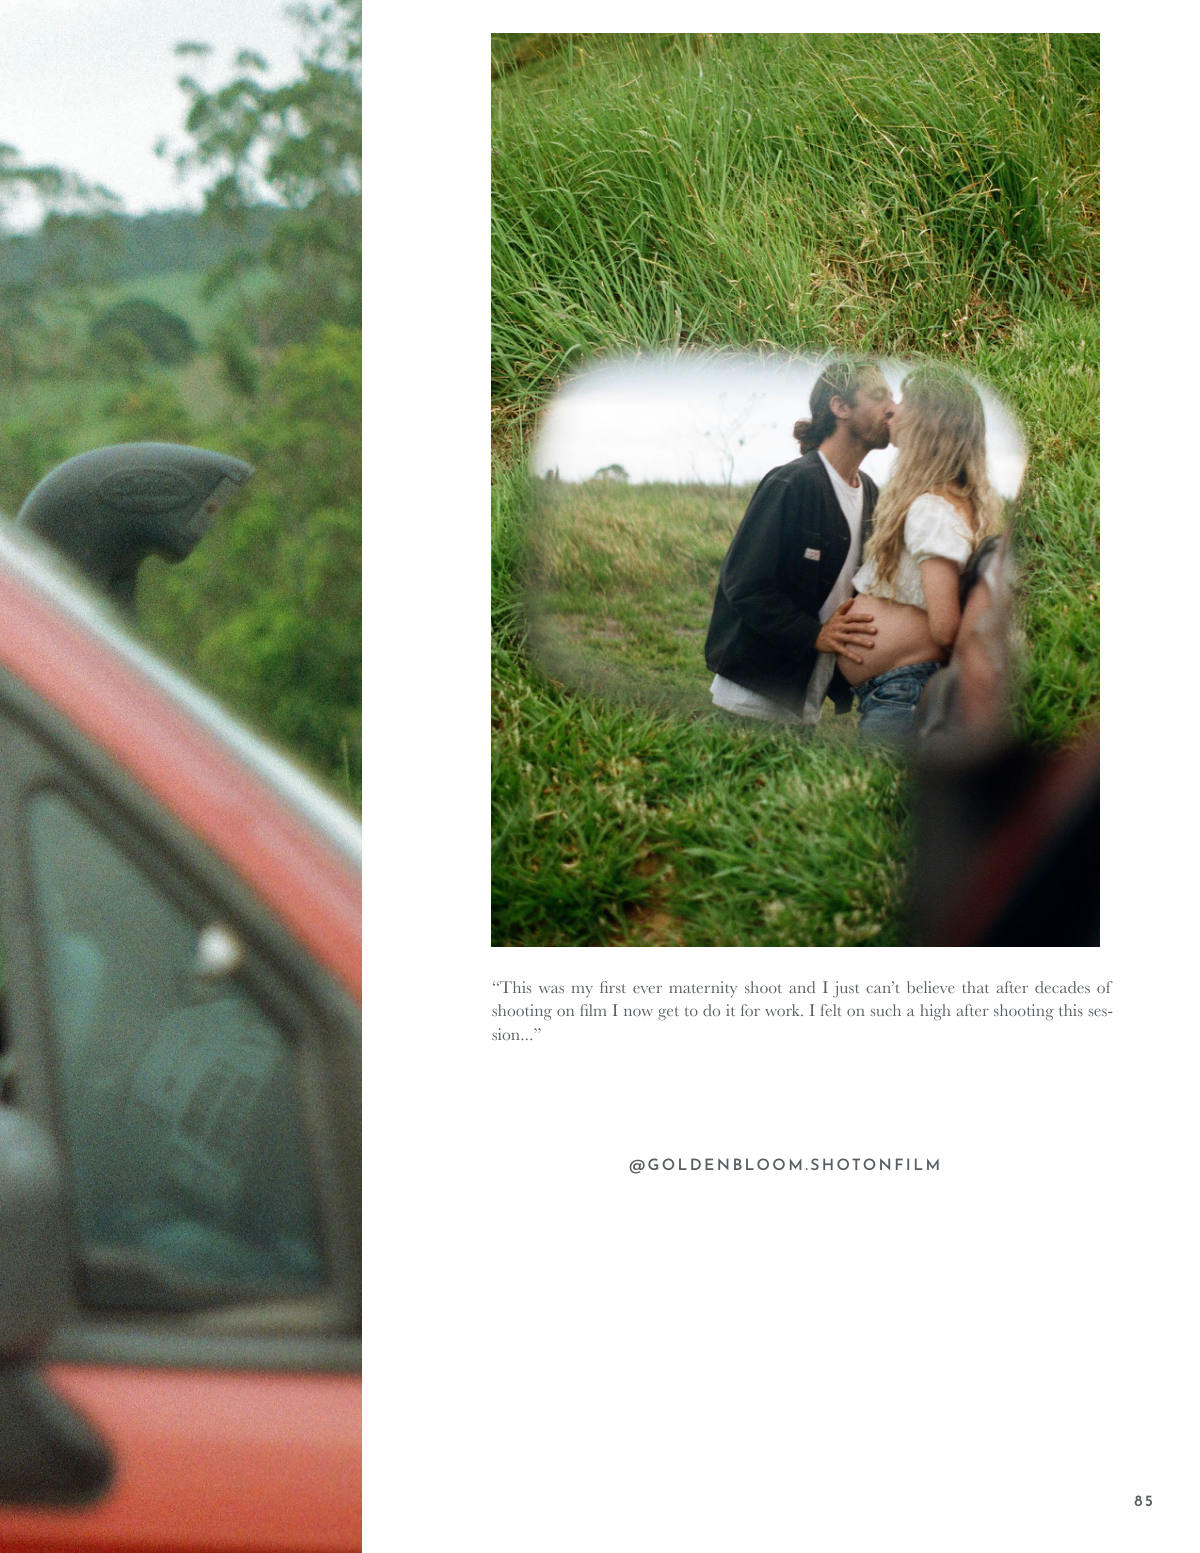 “This was my first ever maternity shoot and I just can’t believe that after decades of
shooting on film I now get to do it for work. I felt on such a high after shooting this ses-
sion...”
@GOLDENBLOOM.SHOTONFILM
85